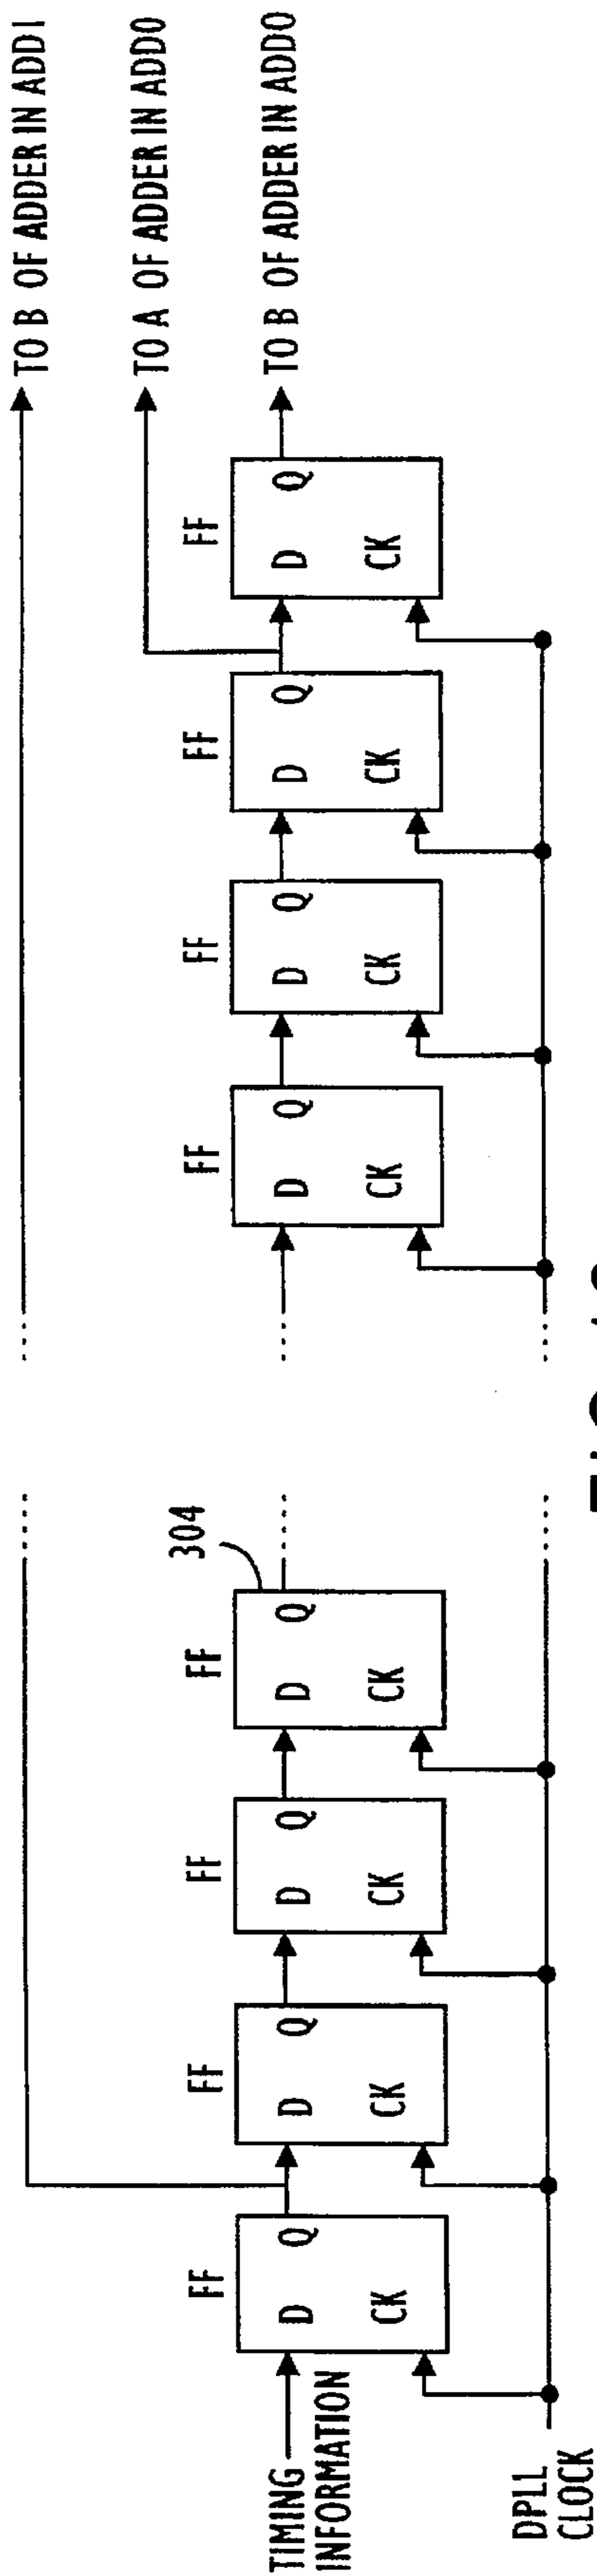 TO B OF ADDER IN ADD1
TO A OF ADDER IN ADD0
TO B OF ADDER IN ADD0
FF
D
Q
CK
FF
D
Q
CK
FF
D
Q
CK
FF
304
D
Q
CK
FF
D
Q
CK
FF
D
Q
CK
FF
D
Q
CK
FF
D
Q
CK
TIMING
INFORMATION
DPLL
CLOCK